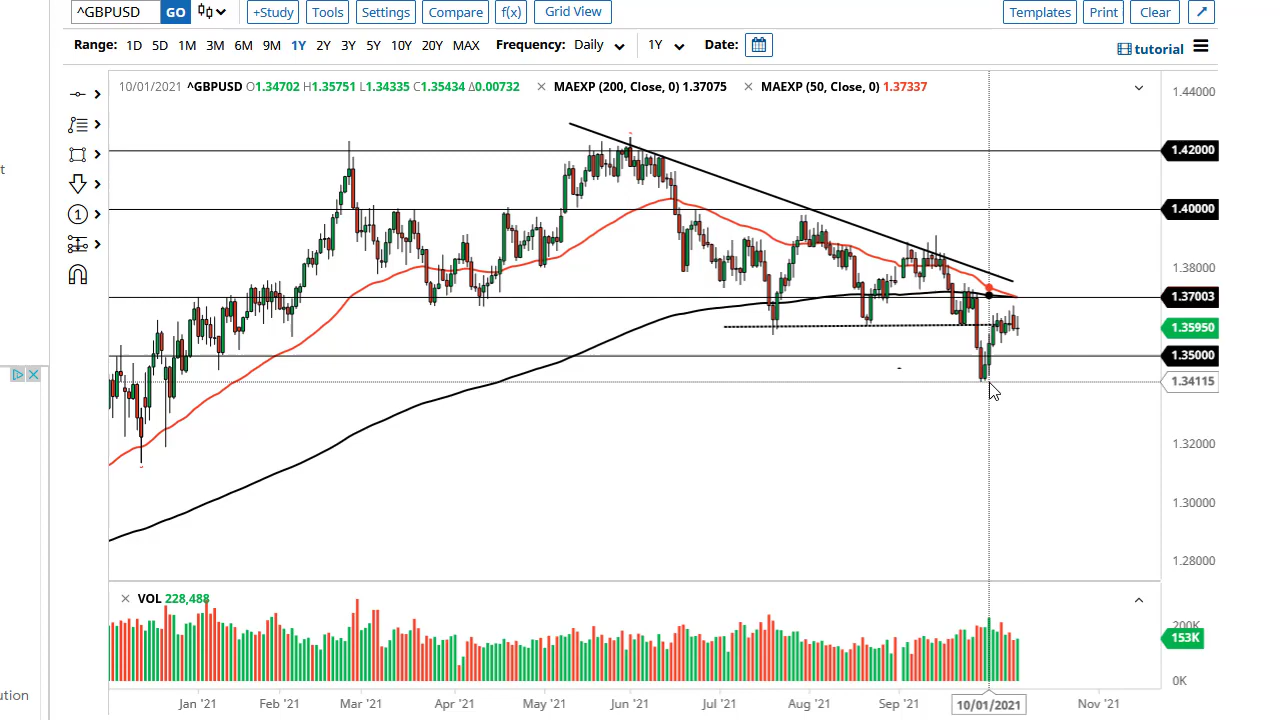 ^GBPUSD GO +Study Tools Settings Compare f(x) Grid View Templates Print Clear
Range: 1D 5D 1M 3M 6M 9M 1Y 2Y 3Y 5Y 10Y 20Y MAX Frequency: Daily 1Y Date: tutorial
10/01/2021 ^GBPUSD O1.34702 H1.35751 L1.34335 C1.35434 Δ0.00732 MAEXP (200, Close, 0) 1.37075 MAEXP (50, Close, 0) 1.37337
1.44000
1.42000
1.40000
1.38000
1.37003
1.35950
1.35000
1.34115
1.32000
1.30000
1.28000
1
t
VOL 228,488
200K
153K
0K
ution
Jan '21 Feb '21 Mar '21 Apr '21 May '21 Jun '21 Jul '21 Aug '21 Sep '21 10/01/2021 Nov '21